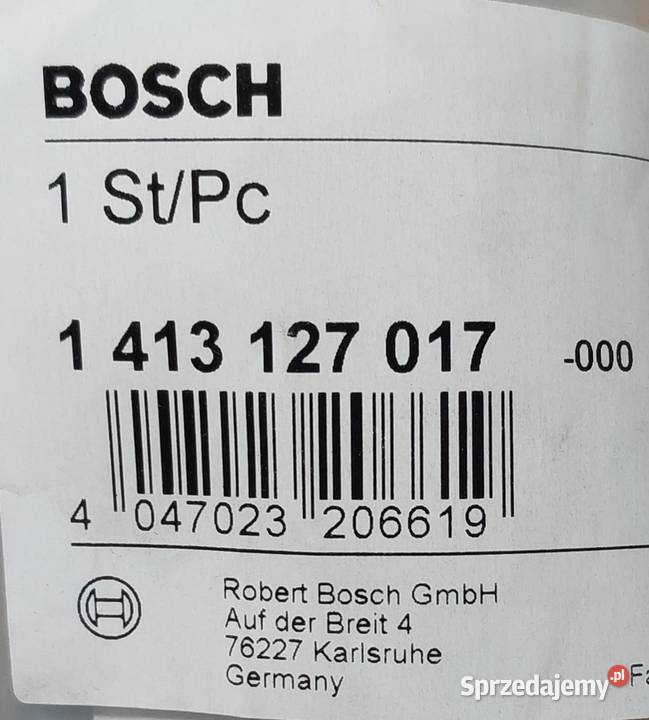 BOSCH
1 St/Pc
1 413 127 017 -000
4 047023 206619
Robert Bosch GmbH
Auf der Breit 4
76227 Karlsruhe
Germany
Fa
Sprzedajemy.pl